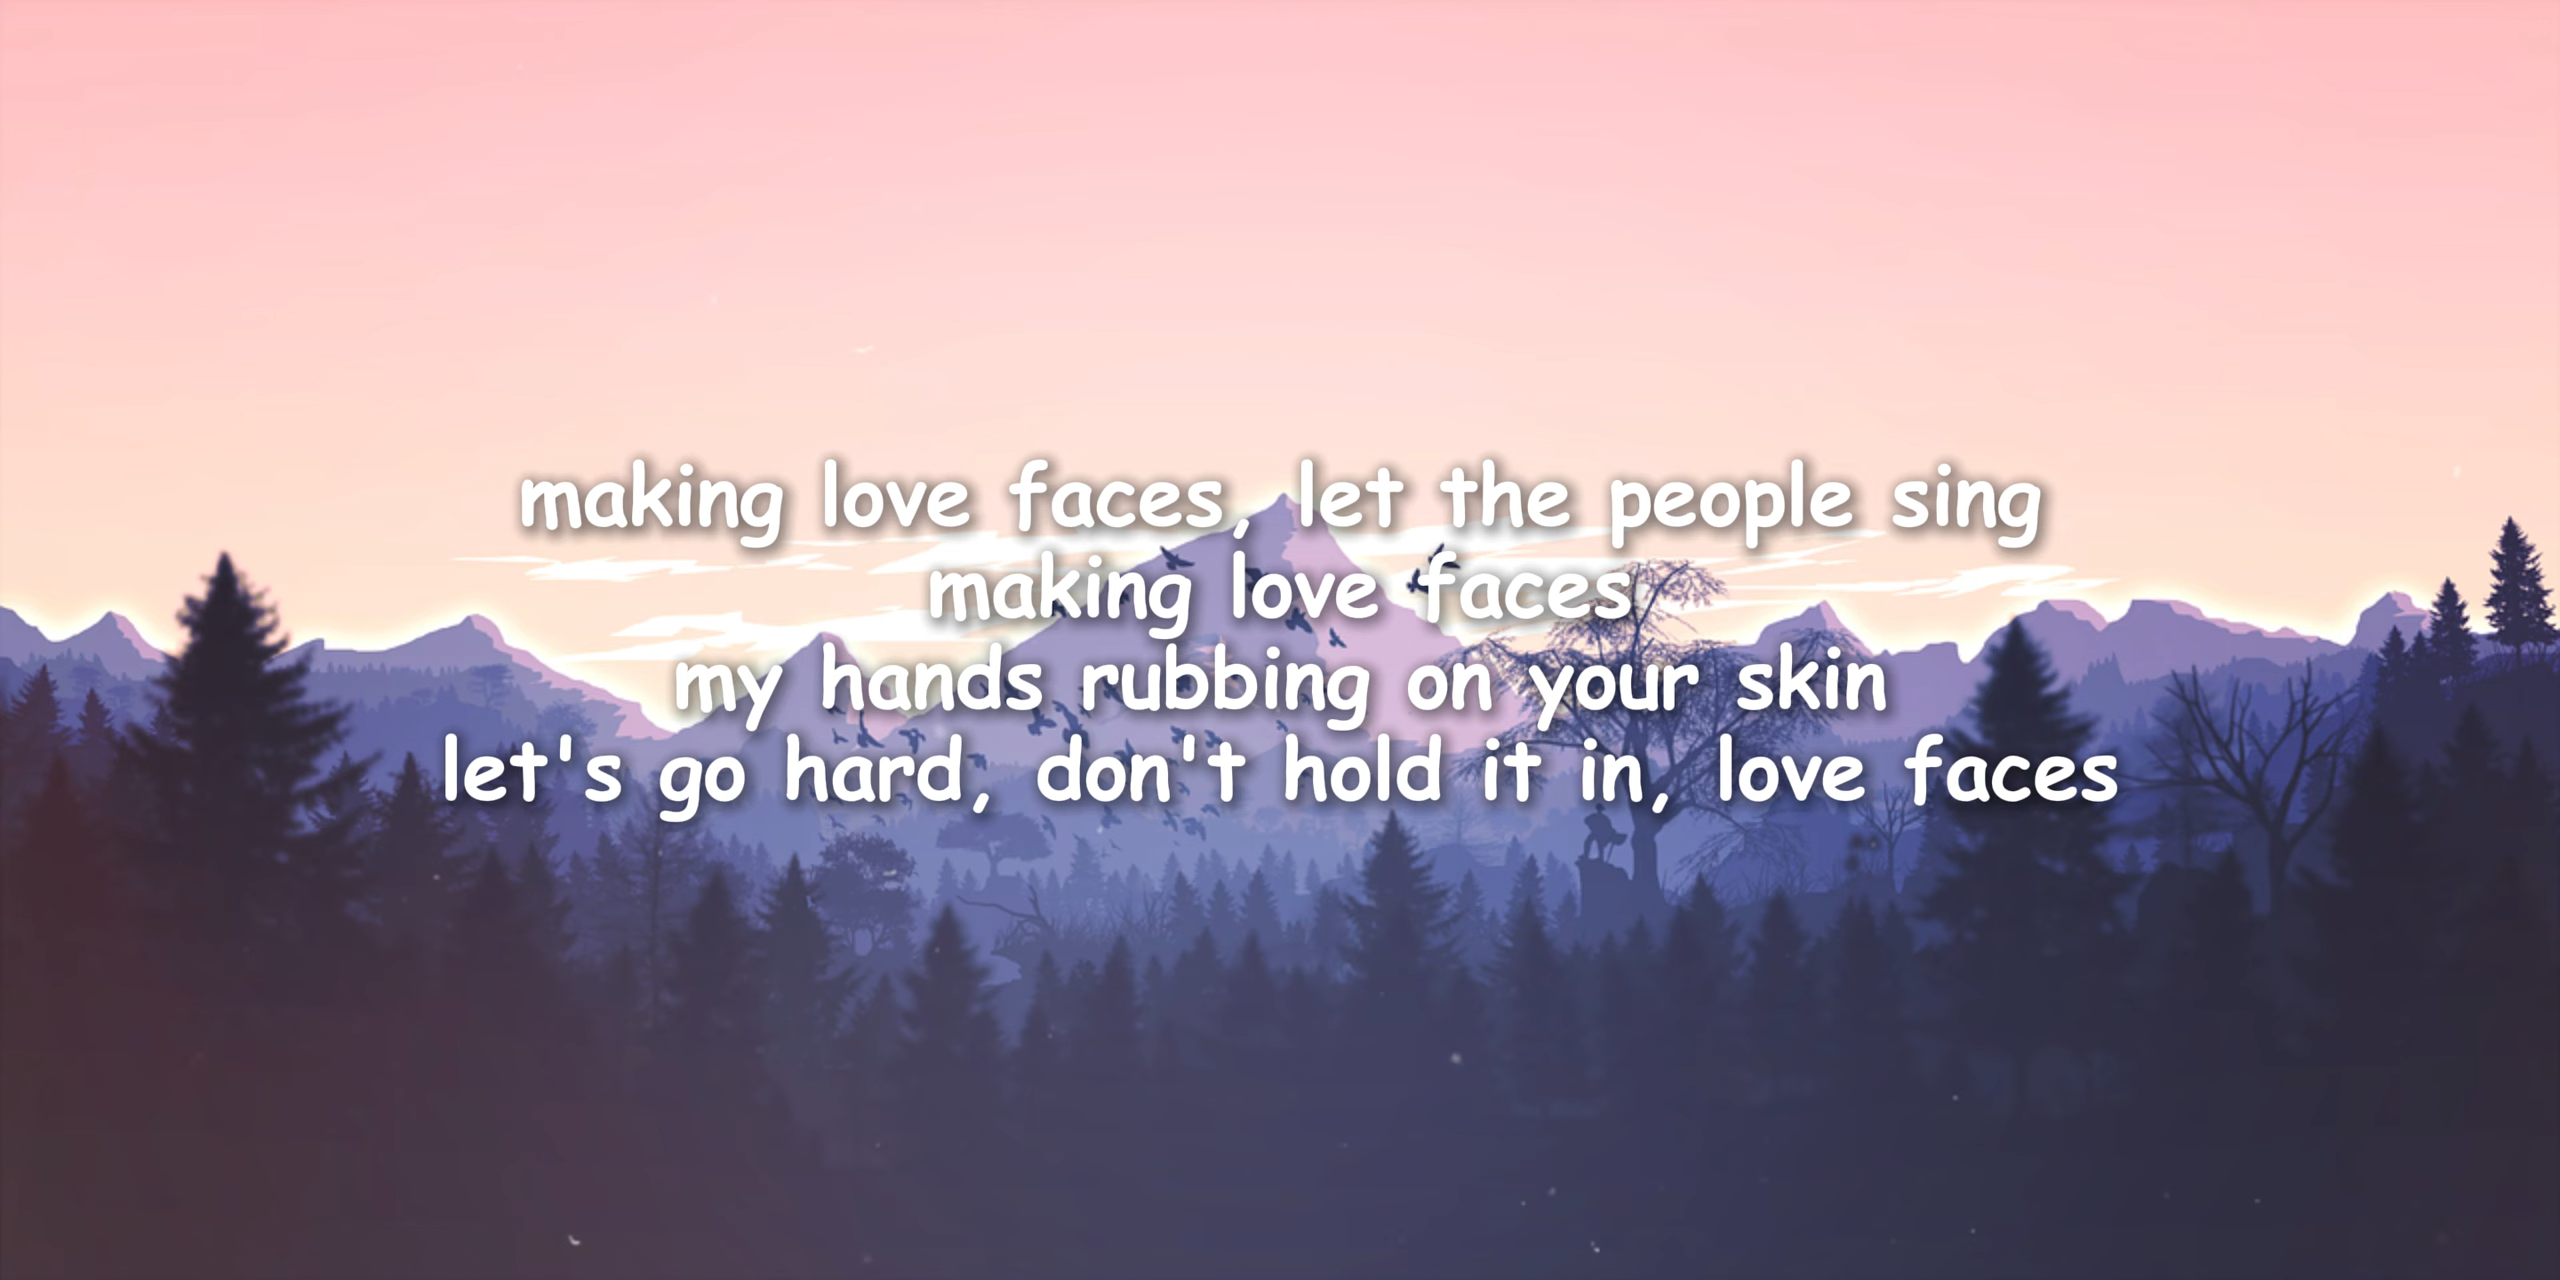 making love faces, let the people sing
making love faces
my hands rubbing on your skin
let's go hard, don't hold it in, love faces